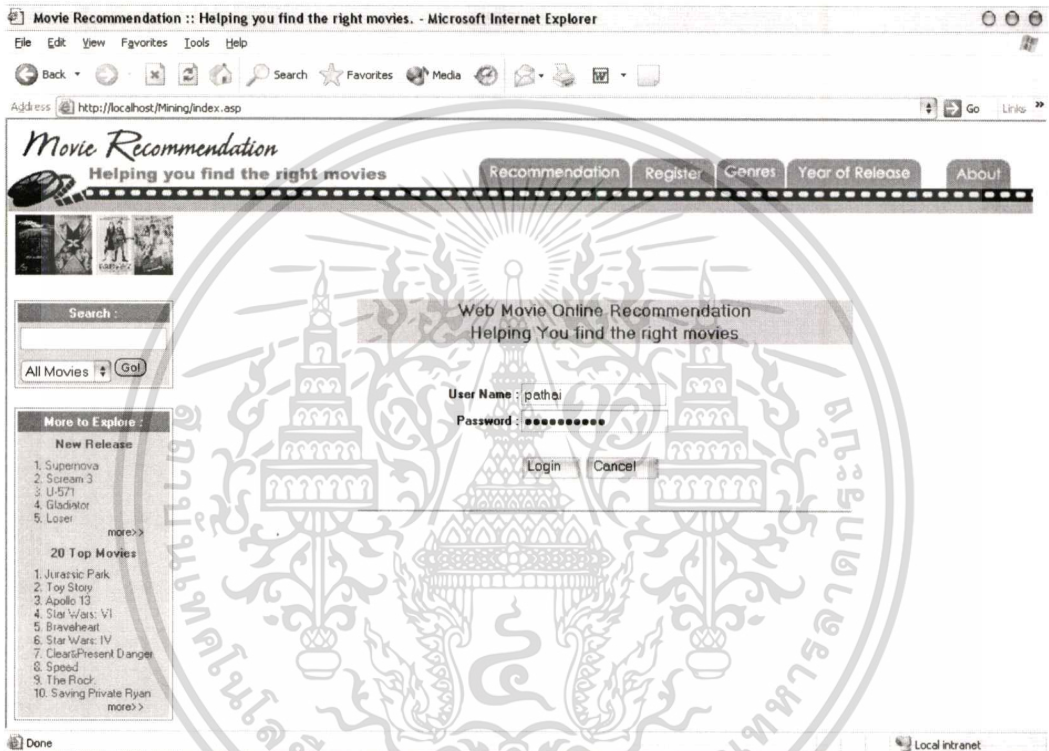 Movie Recommendation :: Helping you find the right movies. - Microsoft Internet Explorer
File Edit View Favorites Tools Help
Back Search Favorites Media
Address http://localhost/Mining/index.asp Go Links »
Movie Recommendation
Helping you find the right movies
Recommendation Register Genres Year of Release About
Search :
All Movies Go!
Web Movie Online Recommendation
Helping You find the right movies
User Name : pathai
Password : ●●●●●●●●●●
Login Cancel
More to Explore :
New Release
1. Supernova
2. Scream 3
3. U-571
4. Gladiator
5. Loser
more>>
20 Top Movies
1. Jurassic Park
2. Toy Story
3. Apollo 13
4. Star Wars: VI
5. Braveheart
6. Star Wars: IV
7. Clear&Present Danger
8. Speed
9. The Rock.
10. Saving Private Ryan
more>>
Done Local intranet